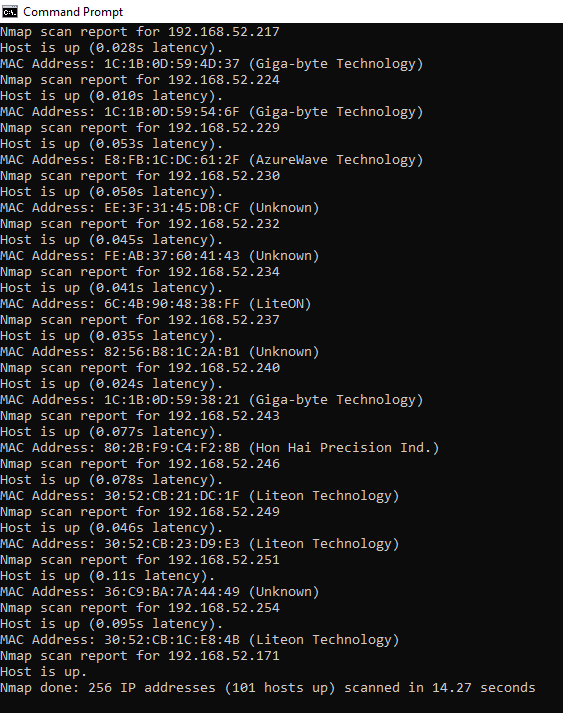 Command Prompt
Nmap scan report for 192.168.52.217
Host is up (0.028s latency).
MAC Address: 1C:1B:0D:59:4D:37 (Giga-byte Technology)
Nmap scan report for 192.168.52.224
Host is up (0.010s latency).
MAC Address: 1C:1B:0D:59:54:6F (Giga-byte Technology)
Nmap scan report for 192.168.52.229
Host is up (0.053s latency).
MAC Address: E8:FB:1C:DC:61:2F (AzureWave Technology)
Nmap scan report for 192.168.52.230
Host is up (0.050s latency).
MAC Address: EE:3F:31:45:DB:CF (Unknown)
Nmap scan report for 192.168.52.232
Host is up (0.045s latency).
MAC Address: FE:AB:37:60:41:43 (Unknown)
Nmap scan report for 192.168.52.234
Host is up (0.041s latency).
MAC Address: 6C:4B:90:48:38:FF (LiteON)
Nmap scan report for 192.168.52.237
Host is up (0.035s latency).
MAC Address: 82:56:B8:1C:2A:B1 (Unknown)
Nmap scan report for 192.168.52.240
Host is up (0.024s latency).
MAC Address: 1C:1B:0D:59:38:21 (Giga-byte Technology)
Nmap scan report for 192.168.52.243
Host is up (0.077s latency).
MAC Address: 80:2B:F9:C4:F2:8B (Hon Hai Precision Ind.)
Nmap scan report for 192.168.52.246
Host is up (0.078s latency).
MAC Address: 30:52:CB:21:DC:1F (Liteon Technology)
Nmap scan report for 192.168.52.249
Host is up (0.046s latency).
MAC Address: 30:52:CB:23:D9:E3 (Liteon Technology)
Nmap scan report for 192.168.52.251
Host is up (0.11s latency).
MAC Address: 36:C9:BA:7A:44:49 (Unknown)
Nmap scan report for 192.168.52.254
Host is up (0.095s latency).
MAC Address: 30:52:CB:1C:E8:4B (Liteon Technology)
Nmap scan report for 192.168.52.171
Host is up.
Nmap done: 256 IP addresses (101 hosts up) scanned in 14.27 seconds